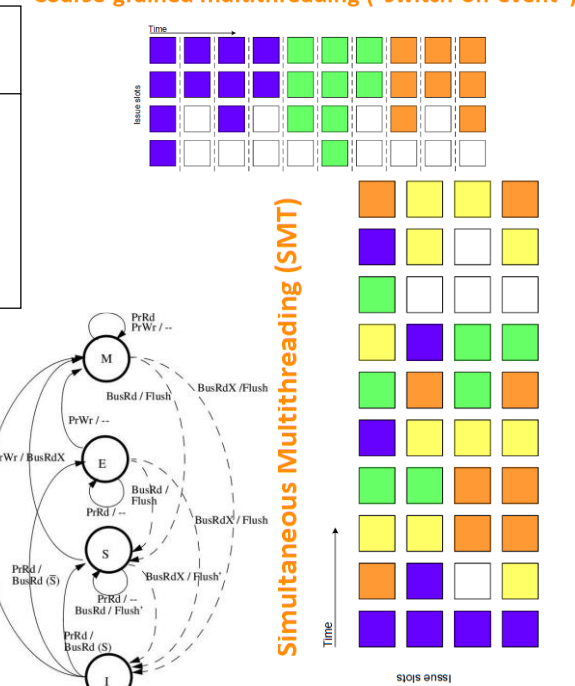 Coarse-grained multithreading ("switch-on-event")
Time
Issue slots
Simultaneous Multithreading (SMT)
PrRd
PrWr / --
M
BusRd / Flush
BusRdX /Flush
PrWr / --
PrWr / BusRdX
E
BusRd /
Flush
PrRd / --
BusRdX / Flush
S
PrRd /
BusRd (S̅)
BusRdX / Flush'
PrRd / --
BusRd / Flush'
PrRd /
BusRd (S)
I
Time
Issue slots